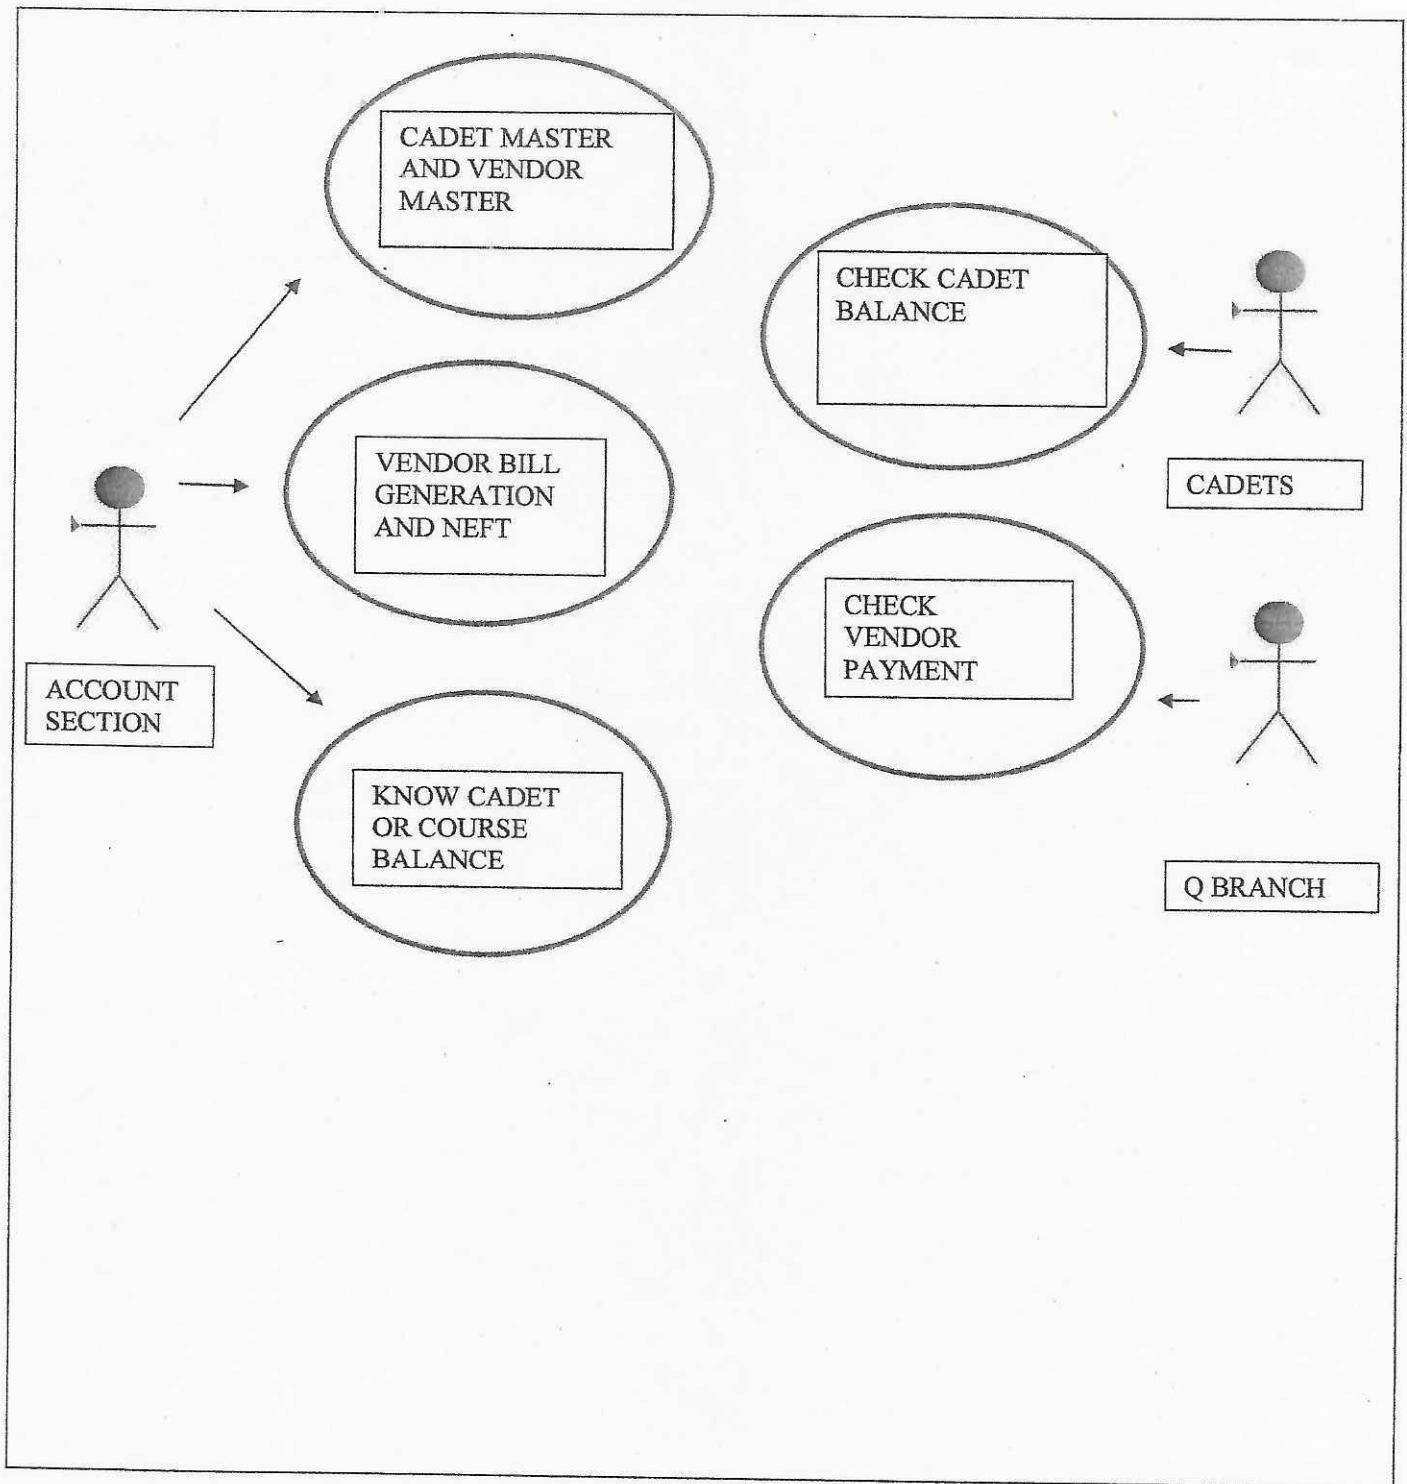 CADET MASTER
AND VENDOR
MASTER
CHECK CADET
BALANCE
VENDOR BILL
GENERATION
AND NEFT
CADETS
CHECK
VENDOR
PAYMENT
ACCOUNT
SECTION
KNOW CADET
OR COURSE
BALANCE
Q BRANCH